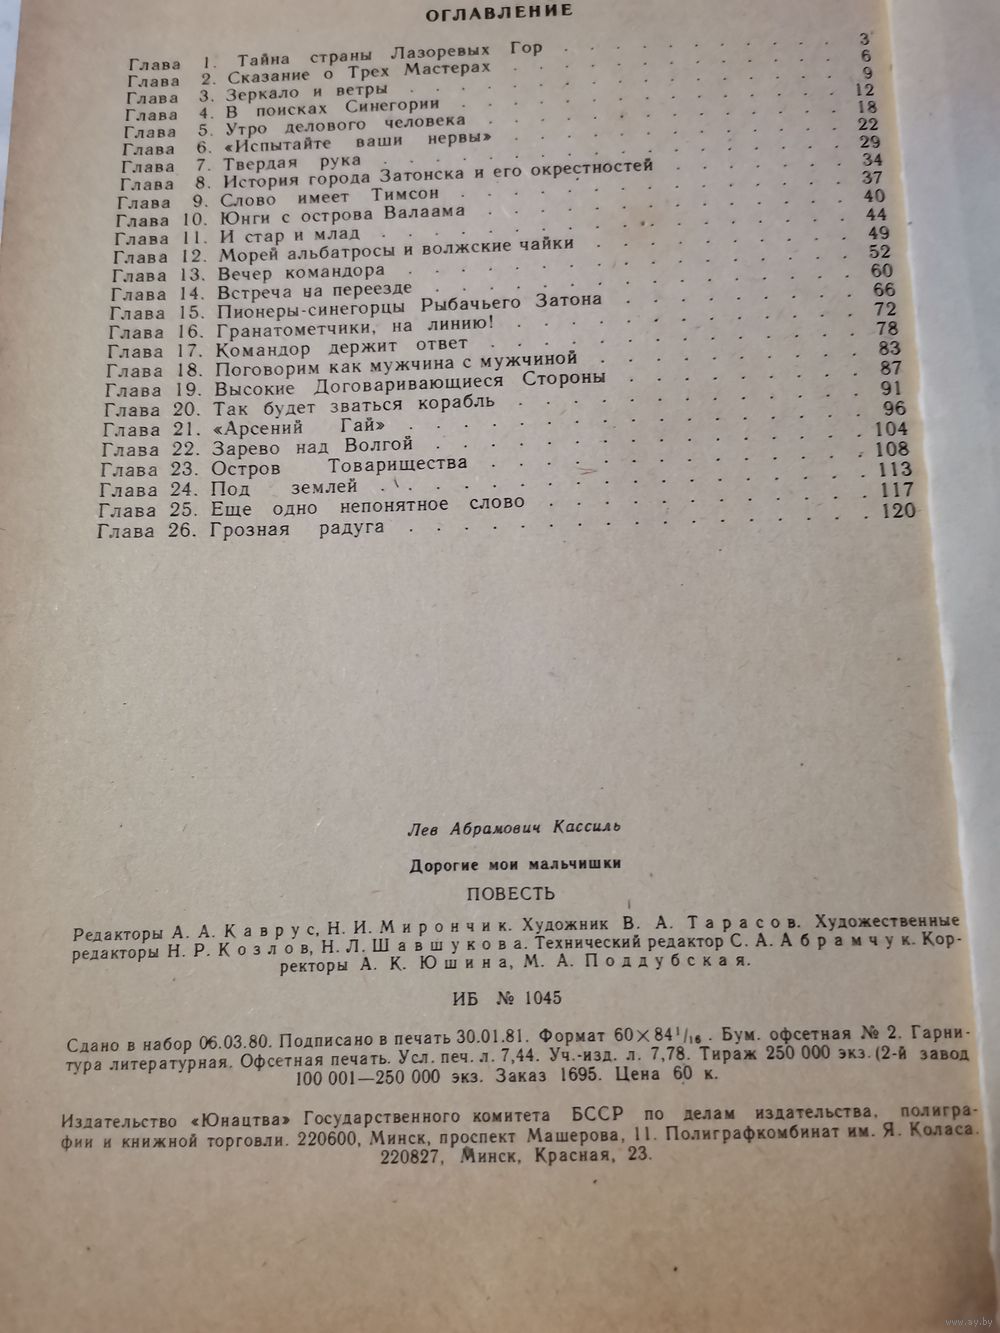 ОГЛАВЛЕНИЕ
Глава 1. Тайна страны Лазоревых Гор . . . . . . . . . . . 3
Глава 2. Сказание о Трех Мастерах . . . . . . . . . . . . 6
Глава 3. Зеркало и ветры . . . . . . . . . . . . . . 9
Глава 4. В поисках Синегории . . . . . . . . . . . . . 12
Глава 5. Утро делового человека . . . . . . . . . . . . 18
Глава 6. «Испытайте ваши нервы» . . . . . . . . . . . 22
Глава 7. Твердая рука . . . . . . . . . . . . . . 29
Глава 8. История города Затонска и его окрестностей . . . . . . 34
Глава 9. Слово имеет Тимсон . . . . . . . . . . . . . 37
Глава 10. Юнги с острова Валаама . . . . . . . . . . . . 40
Глава 11. И стар и млад . . . . . . . . . . . . . . 44
Глава 12. Морей альбатросы и волжские чайки . . . . . . . . . 49
Глава 13. Вечер командора . . . . . . . . . . . . . . 52
Глава 14. Встреча на переезде . . . . . . . . . . . . . 60
Глава 15. Пионеры-синегорцы Рыбачьего Затона . . . . . . . . 66
Глава 16. Гранатометчики, на линию! . . . . . . . . . . . 72
Глава 17. Командор держит ответ . . . . . . . . . . . . 78
Глава 18. Поговорим как мужчина с мужчиной . . . . . . . . . 83
Глава 19. Высокие Договаривающиеся Стороны . . . . . . . . 87
Глава 20. Так будет зваться корабль . . . . . . . . . . . 91
Глава 21. «Арсений Гай» . . . . . . . . . . . . . . 96
Глава 22. Зарево над Волгой . . . . . . . . . . . . . 104
Глава 23. Остров Товарищества . . . . . . . . . . . . 108
Глава 24. Под землей . . . . . . . . . . . . . . 113
Глава 25. Еще одно непонятное слово . . . . . . . . . . 117
Глава 26. Грозная радуга . . . . . . . . . . . . . . 120
Лев Абрамович Кассиль
Дорогие мои мальчишки
ПОВЕСТЬ
Редакторы А. А. Каврус, Н. И. Мирончик. Художник В. А. Тарасов. Художественные
редакторы Н. Р. Козлов, Н. Л. Шавшукова. Технический редактор С. А. Абрамчук. Кор-
ректоры А. К. Юшина, М. А. Поддубская.
ИБ № 1045
Сдано в набор 06.03.80. Подписано в печать 30.01.81. Формат 60×84¹/₁₆. Бум. офсетная № 2. Гарни-
тура литературная. Офсетная печать. Усл. печ. л. 7,44. Уч.-изд. л. 7,78. Тираж 250 000 экз. (2-й завод
100 001—250 000 экз. Заказ 1695. Цена 60 к.
Издательство «Юнацтва» Государственного комитета БССР по делам издательства, полигра-
фии и книжной торговли. 220600, Минск, проспект Машерова, 11. Полиграфкомбинат им. Я. Коласа.
220827, Минск, Красная, 23.
www.ay.by